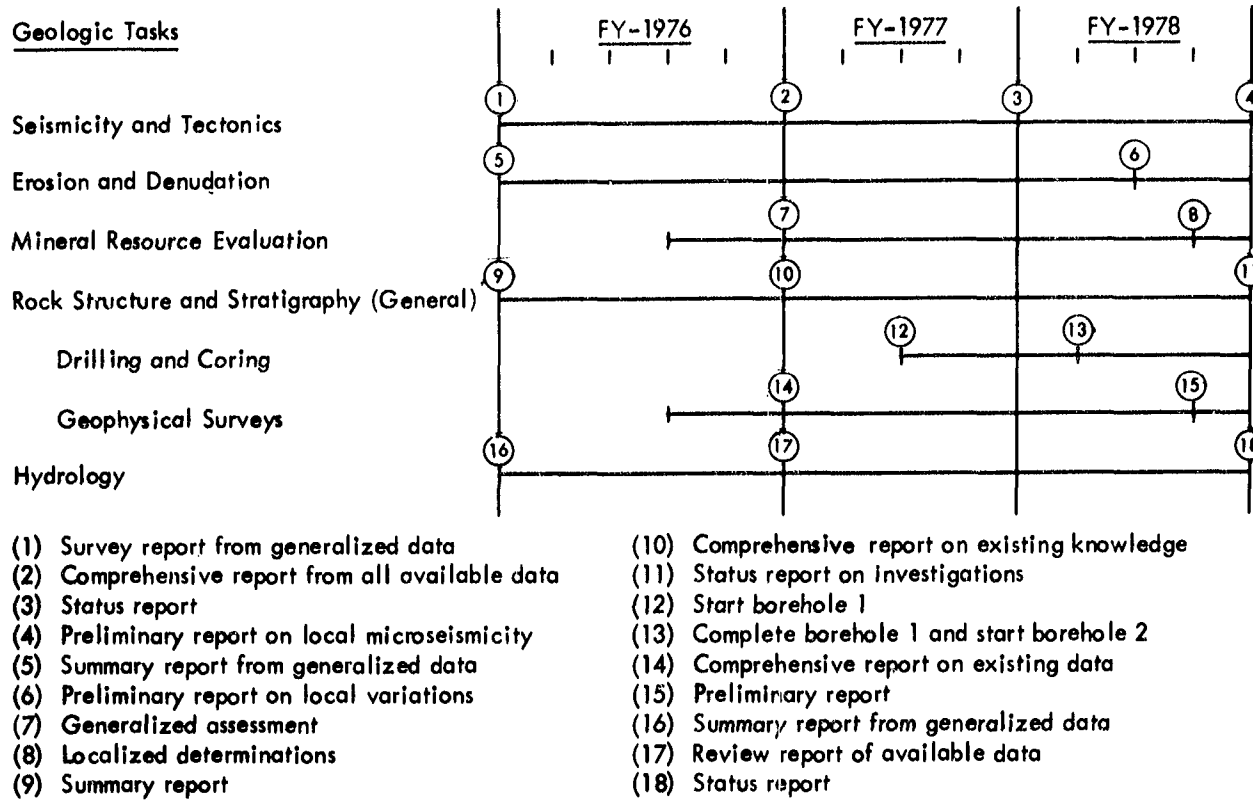 Geologic Tasks
FY-1976
FY-1977
FY-1978
1
2
3
4
Seismicity and Tectonics
5
6
Erosion and Denudation
7
8
Mineral Resource Evaluation
9
10
11
Rock Structure and Stratigraphy (General)
12
13
Drilling and Coring
14
15
Geophysical Surveys
16
17
18
Hydrology
(1) Survey report from generalized data
(2) Comprehensive report from all available data
(3) Status report
(4) Preliminary report on local microseismicity
(5) Summary report from generalized data
(6) Preliminary report on local variations
(7) Generalized assessment
(8) Localized determinations
(9) Summary report
(10) Comprehensive report on existing knowledge
(11) Status report on investigations
(12) Start borehole 1
(13) Complete borehole 1 and start borehole 2
(14) Comprehensive report on existing data
(15) Preliminary report
(16) Summary report from generalized data
(17) Review report of available data
(18) Status report